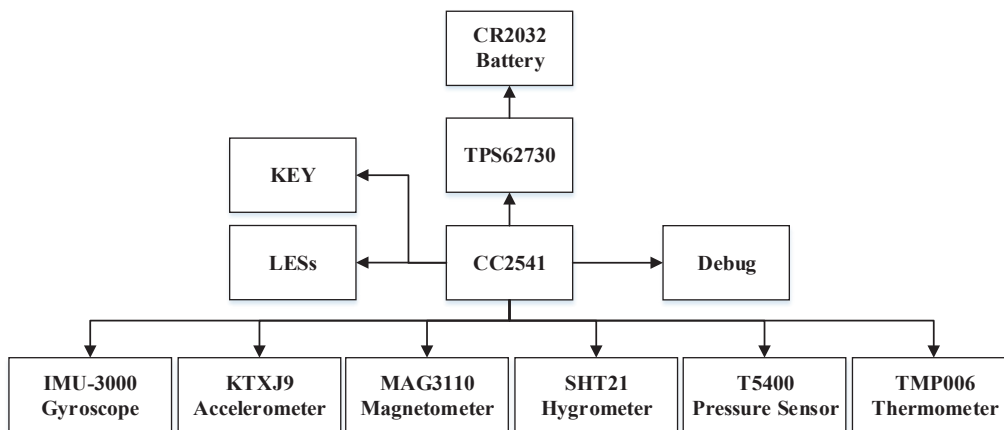 CR2032
Battery
TPS62730
KEY
LESs
CC2541
Debug
IMU-3000
Gyroscope
KTXJ9
Accelerometer
MAG3110
Magnetometer
SHT21
Hygrometer
T5400
Pressure Sensor
TMP006
Thermometer